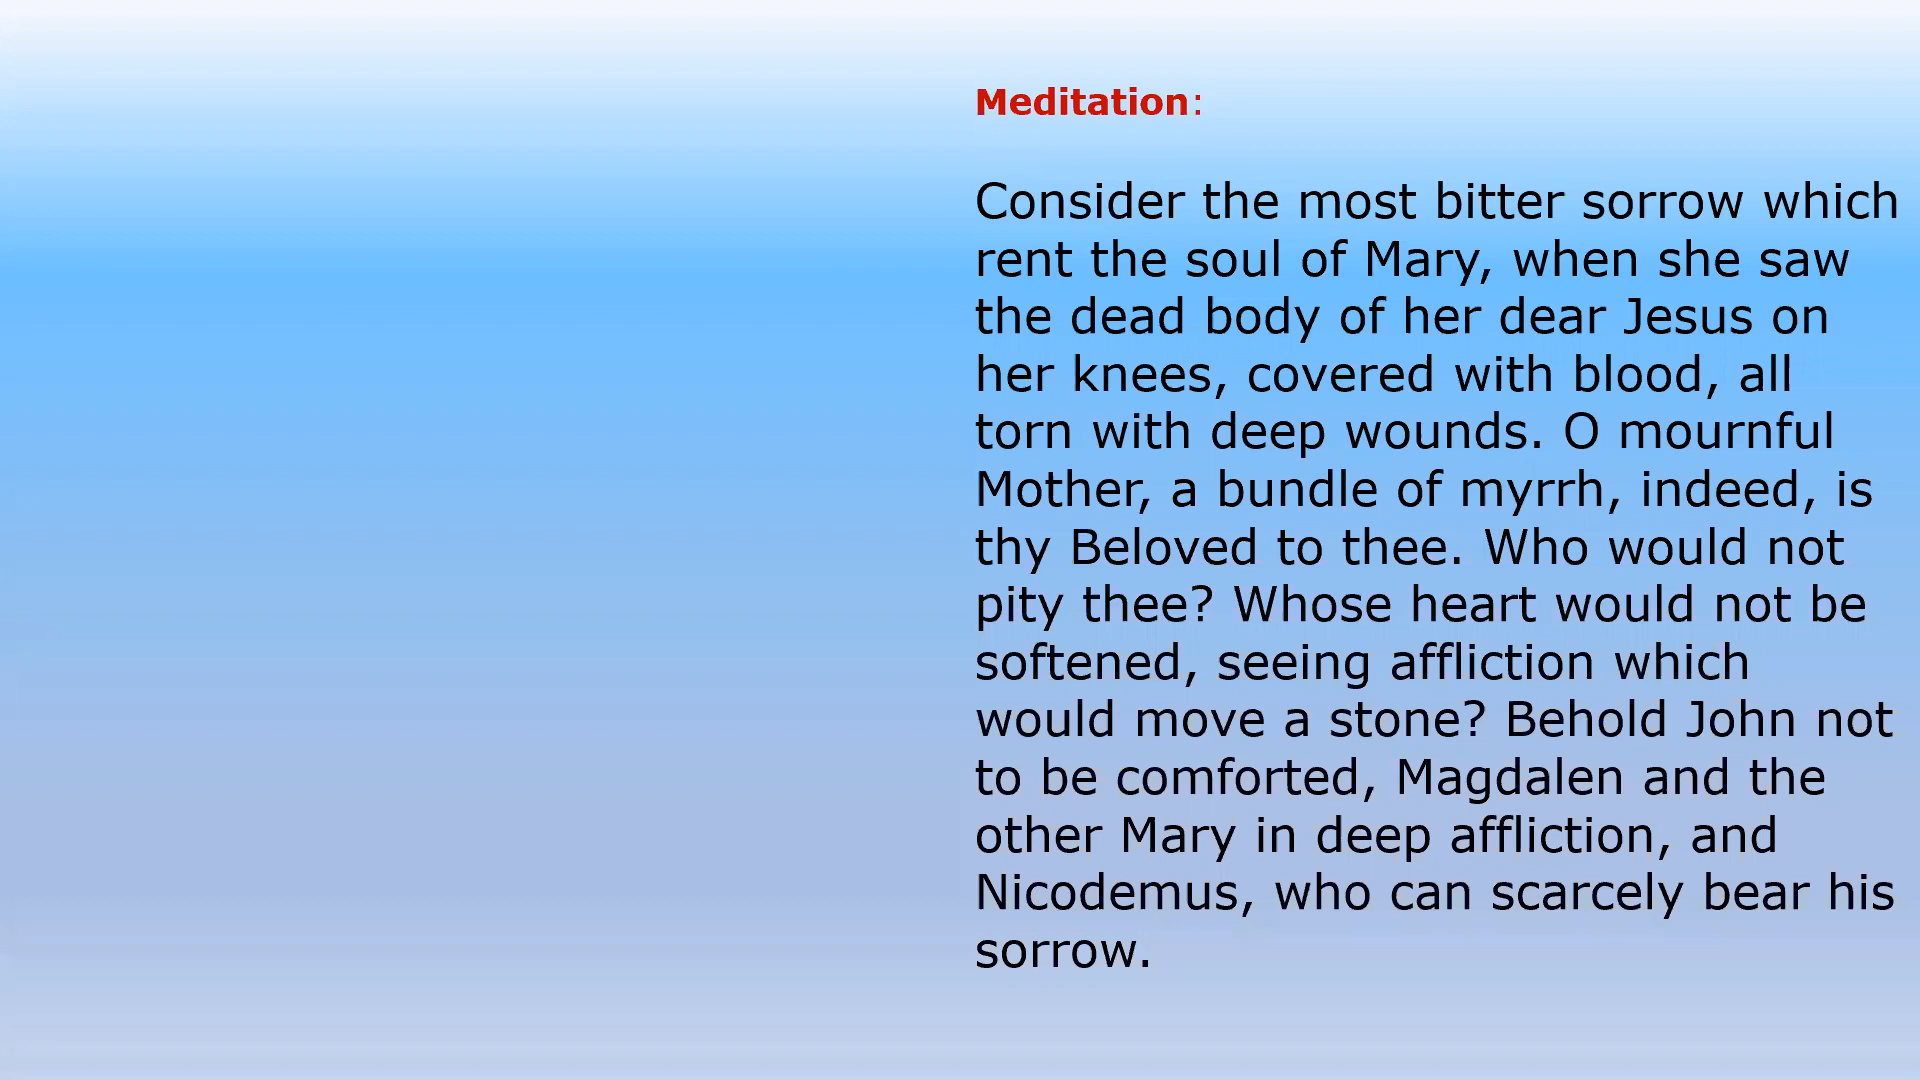 Meditation:
Consider the most bitter sorrow which
rent the soul of Mary, when she saw
the dead body of her dear Jesus on
her knees, covered with blood, all
torn with deep wounds. O mournful
Mother, a bundle of myrrh, indeed, is
thy Beloved to thee. Who would not
pity thee? Whose heart would not be
softened, seeing affliction which
would move a stone? Behold John not
to be comforted, Magdalen and the
other Mary in deep affliction, and
Nicodemus, who can scarcely bear his
sorrow.